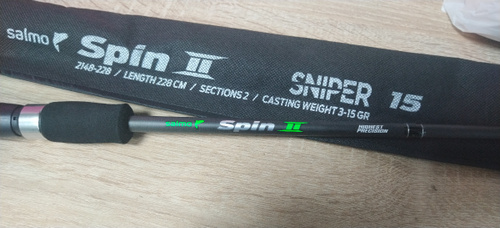 salmo Spin II SNIPER 15
2148-228 / LENGTH 228 CM / SECTIONS 2 / CASTING WEIGHT 3-15 GR
salmo Spin II HIGHEST
PRECISION